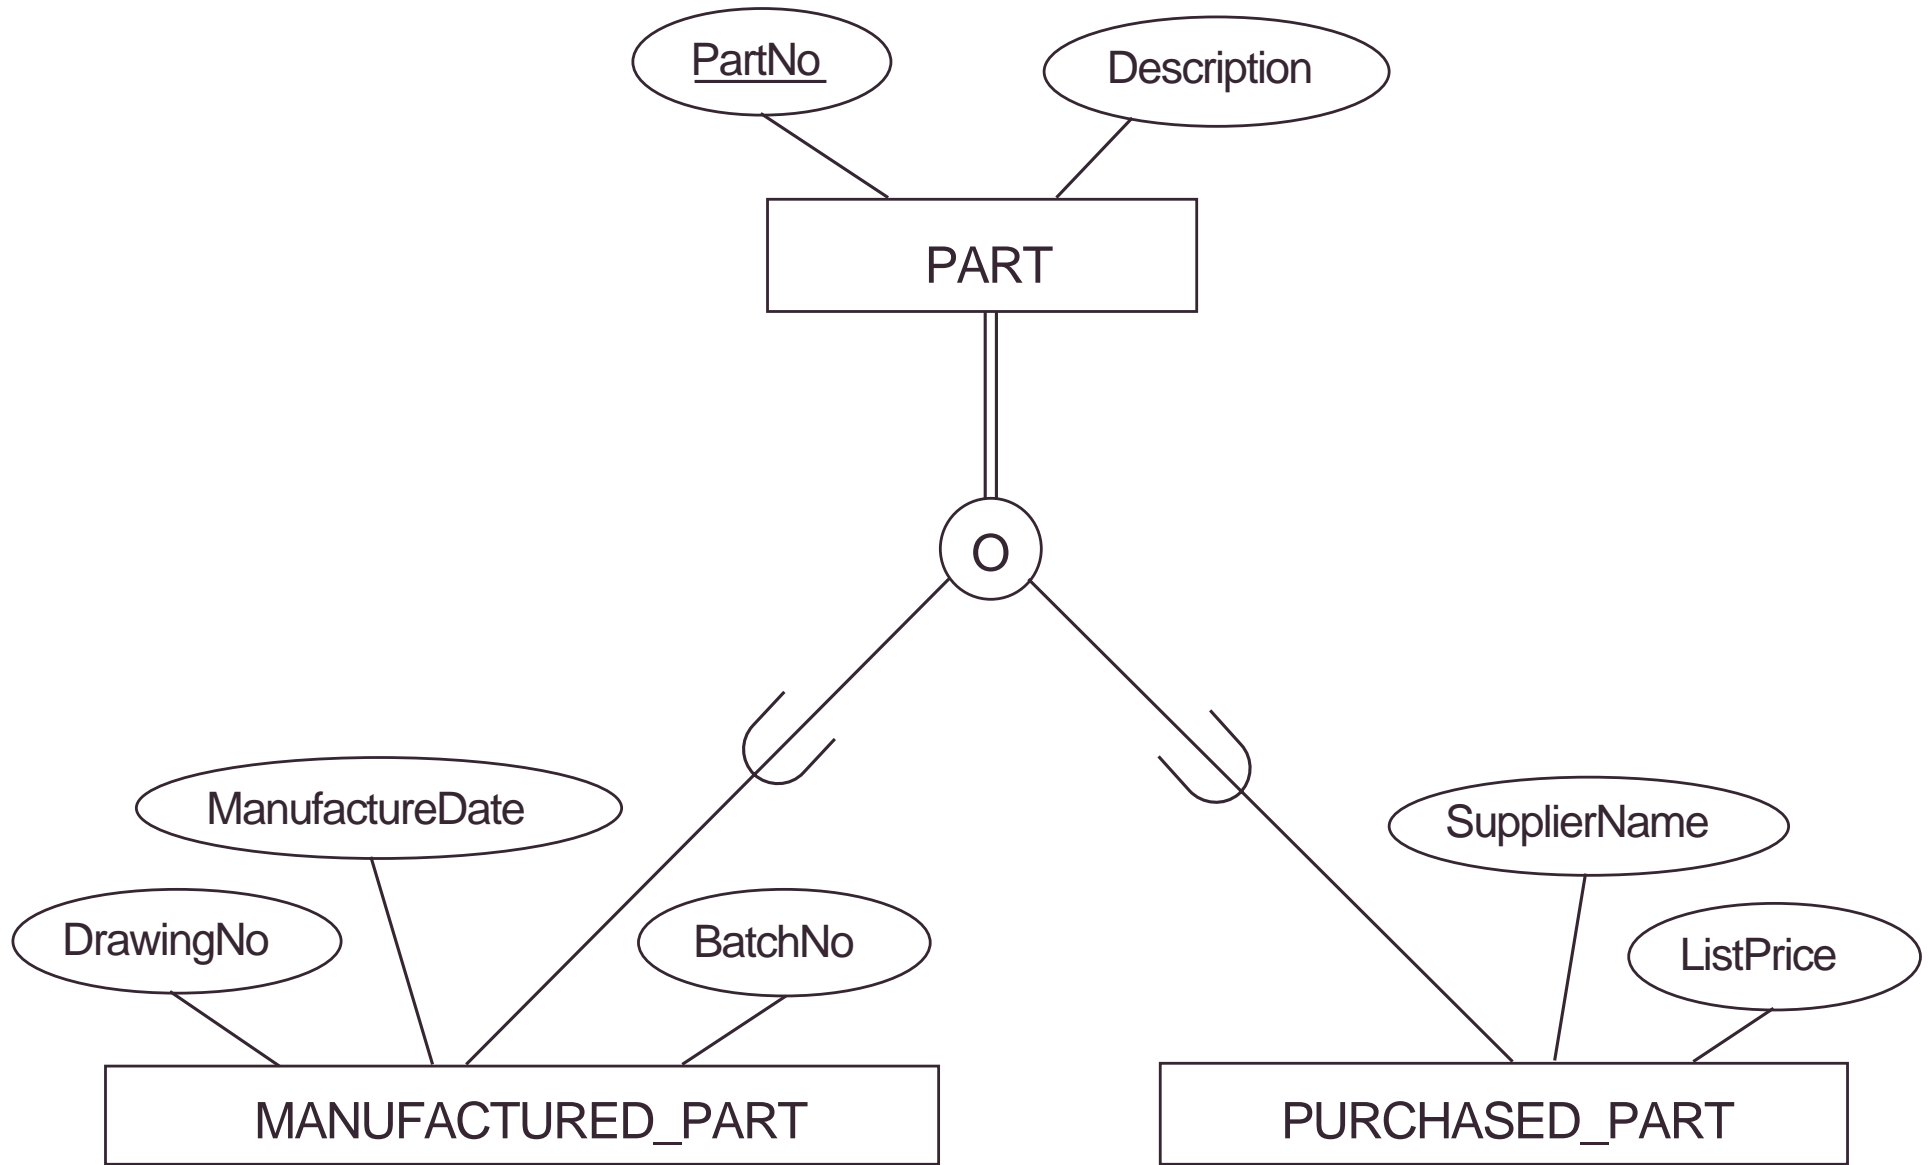 PartNo
Description
PART
O
ManufactureDate
SupplierName
DrawingNo
BatchNo
ListPrice
MANUFACTURED_PART
PURCHASED_PART